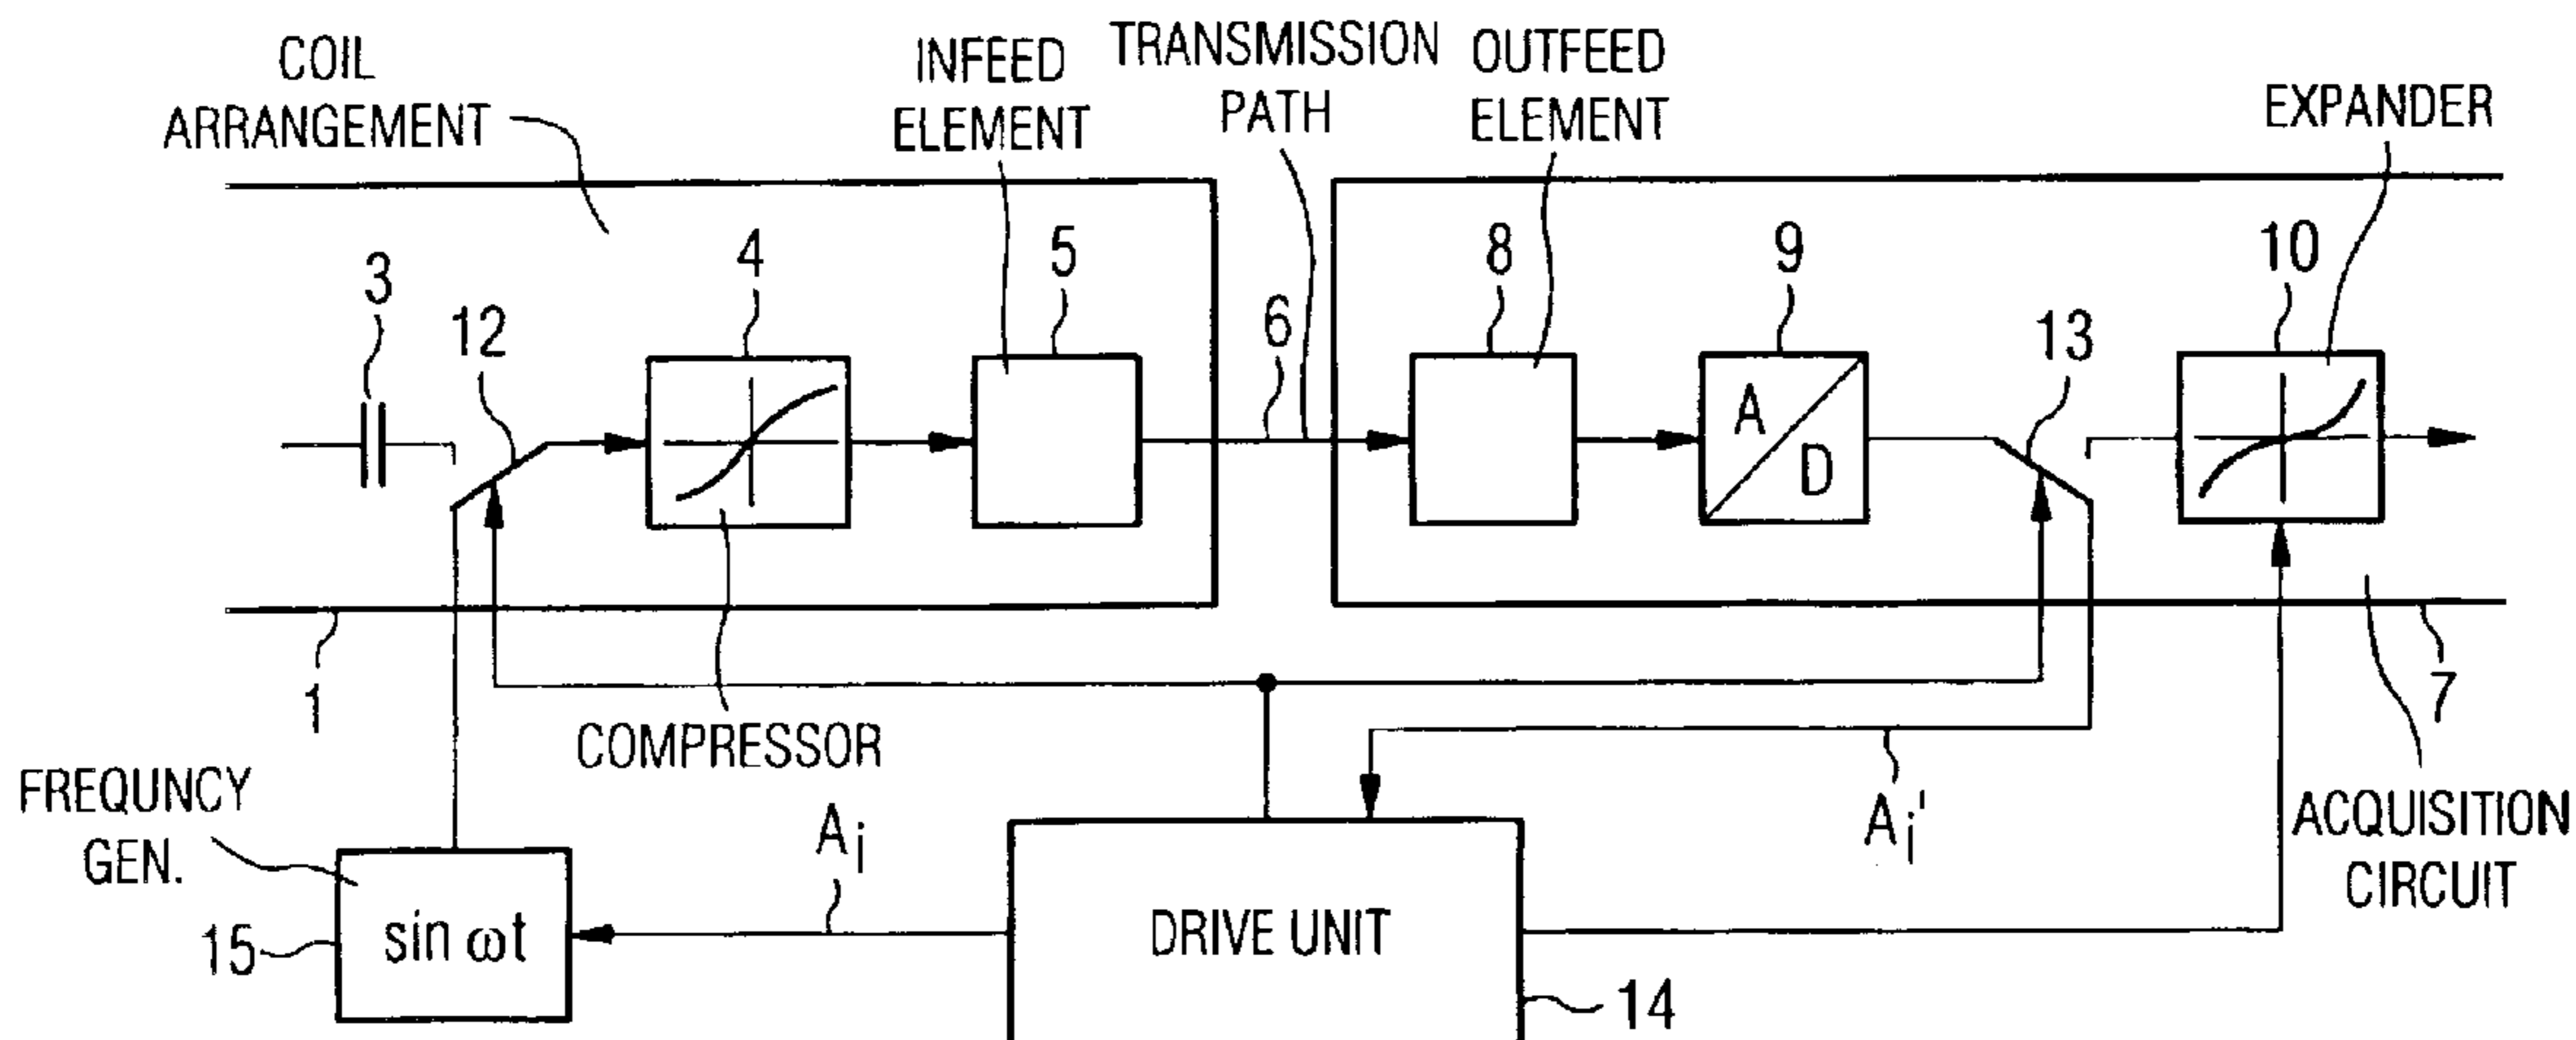 COIL
ARRANGEMENT
INFEED
ELEMENT
TRANSMISSION
PATH
OUTFEED
ELEMENT
EXPANDER
3
12
4
5
6
8
9
13
10
A
D
1
COMPRESSOR
7
FREQUNCY
GEN.
Ai
Ai'
ACQUISITION
CIRCUIT
15
sin ωt
DRIVE UNIT
14